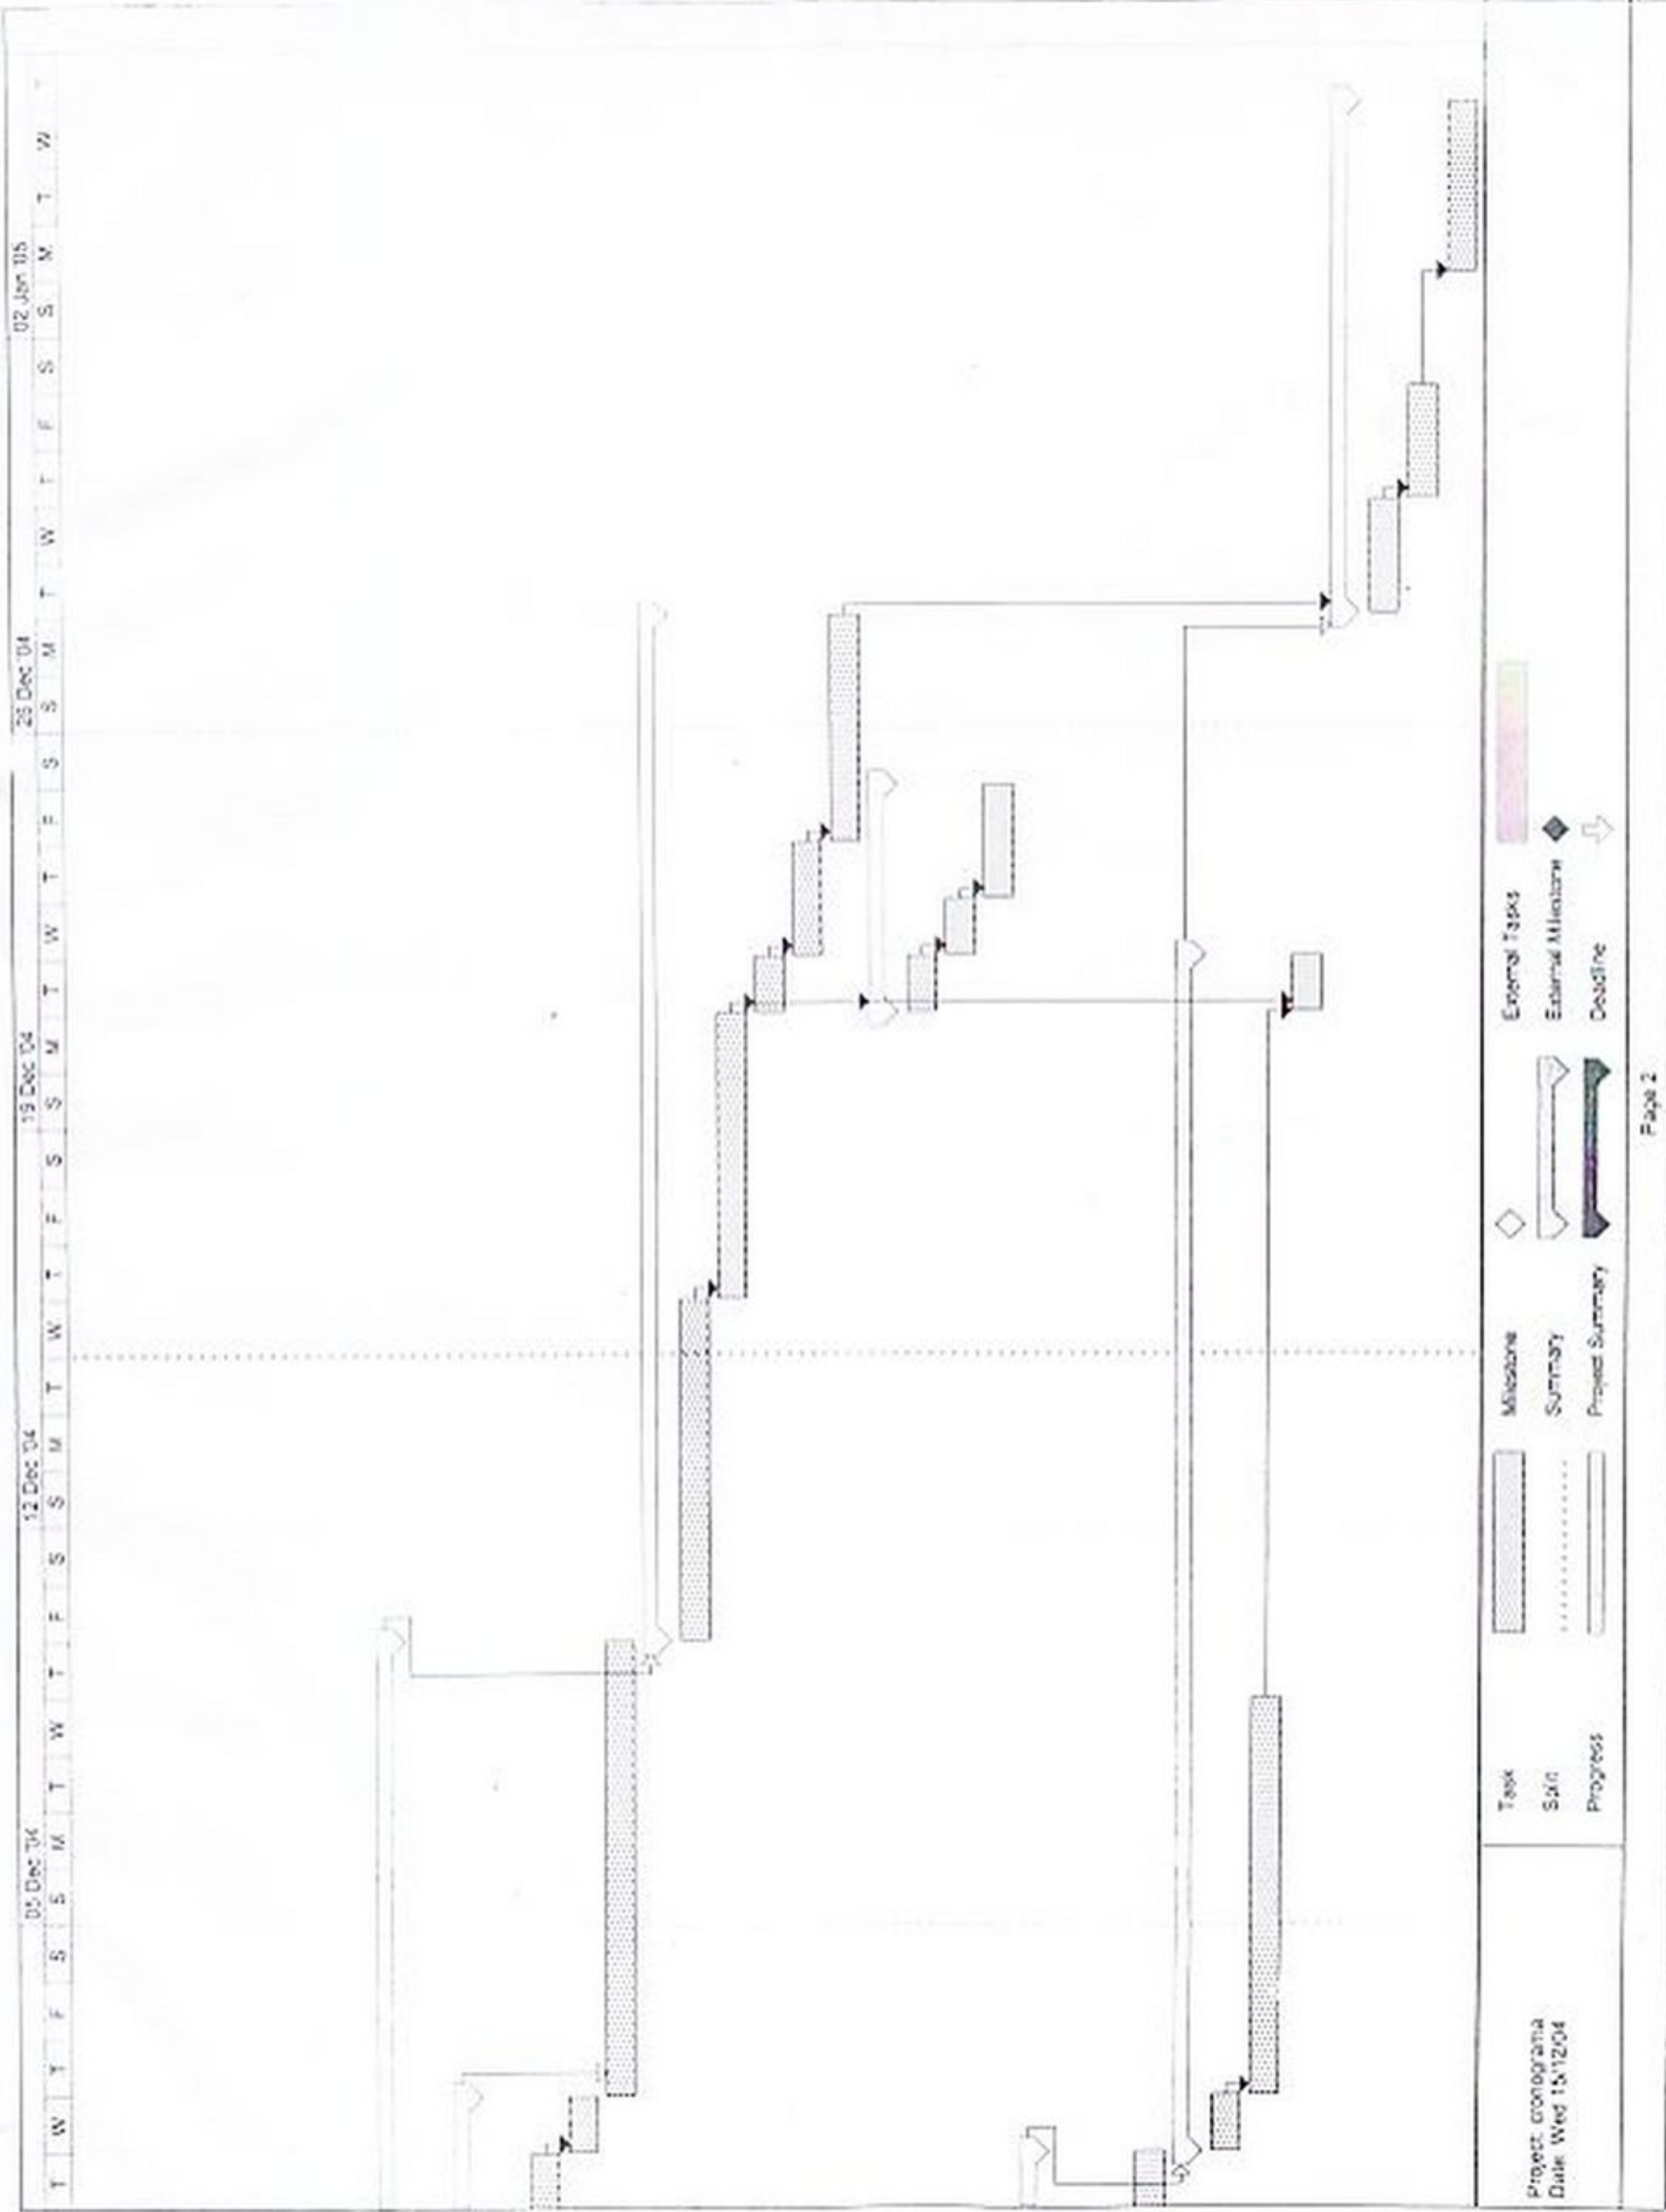 05 Dec '04 12 Dec '04 19 Dec '04 26 Dec '04 02 Jan '05
T W T F S S M T W T F S S M T W T F S S M T W T F S S M T W T F S S M T W T
Project: cronograma
Date: Wed 15/12/04
Task Milestone External Tasks
Split Summary External Milestone
Progress Project Summary Deadline
Page 2